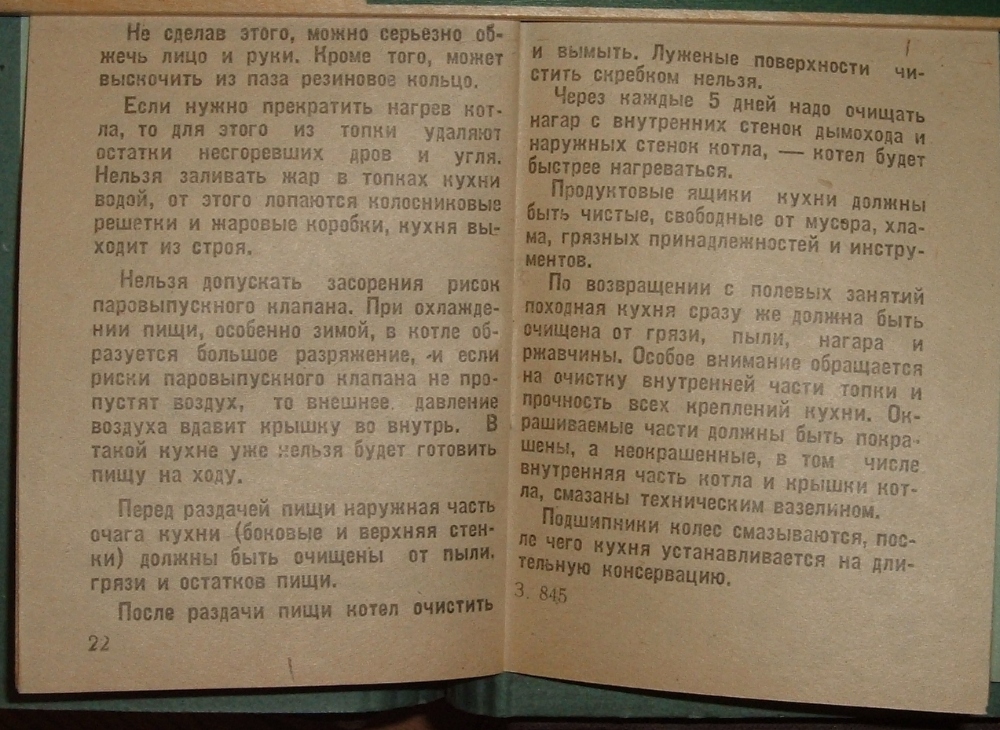 Не сделав этого, можно серьезно об-
жечь лицо и руки. Кроме того, может
выскочить из паза резиновое кольцо.
Если нужно прекратить нагрев кот-
ла, то для этого из топки удаляют
остатки несгоревших дров и угля.
Нельзя заливать жар в топках кухни
водой, от этого лопаются колосниковые
решетки и жаровые коробки, кухня вы-
ходит из строя.
Нельзя допускать засорения рисок
паровыпускного клапана. При охлажде-
нии пищи, особенно зимой, в котле об-
разуется большое разряжение, и если
риски паровыпускного клапана не про-
пустят воздух, то внешнее давление
воздуха вдавит крышку во внутрь. В
такой кухне уже нельзя будет готовить
пищу на ходу.
Перед раздачей пищи наружная часть
очага кухни (боковые и верхняя стен-
ки) должны быть очищены от пыли,
грязи и остатков пищи.
После раздачи пищи котел очистить
22
и вымыть. Луженые поверхности чи-
стить скребком нельзя.
Через каждые 5 дней надо очищать
нагар с внутренних стенок дымохода и
наружных стенок котла, — котел будет
быстрее нагреваться.
Продуктовые ящики кухни должны
быть чистые, свободные от мусора, хла-
ма, грязных принадлежностей и инстру-
ментов.
По возвращении с полевых занятий
походная кухня сразу же должна быть
очищена от грязи, пыли, нагара и
ржавчины. Особое внимание обращается
на очистку внутренней части топки и
прочность всех креплений кухни. Ок-
рашиваемые части должны быть покра-
шены, а неокрашенные, в том числе
внутренняя часть котла и крышки кот-
ла, смазаны техническим вазелином.
Подшипники колес смазываются, пос-
ле чего кухня устанавливается на дли-
тельную консервацию.
З. 845